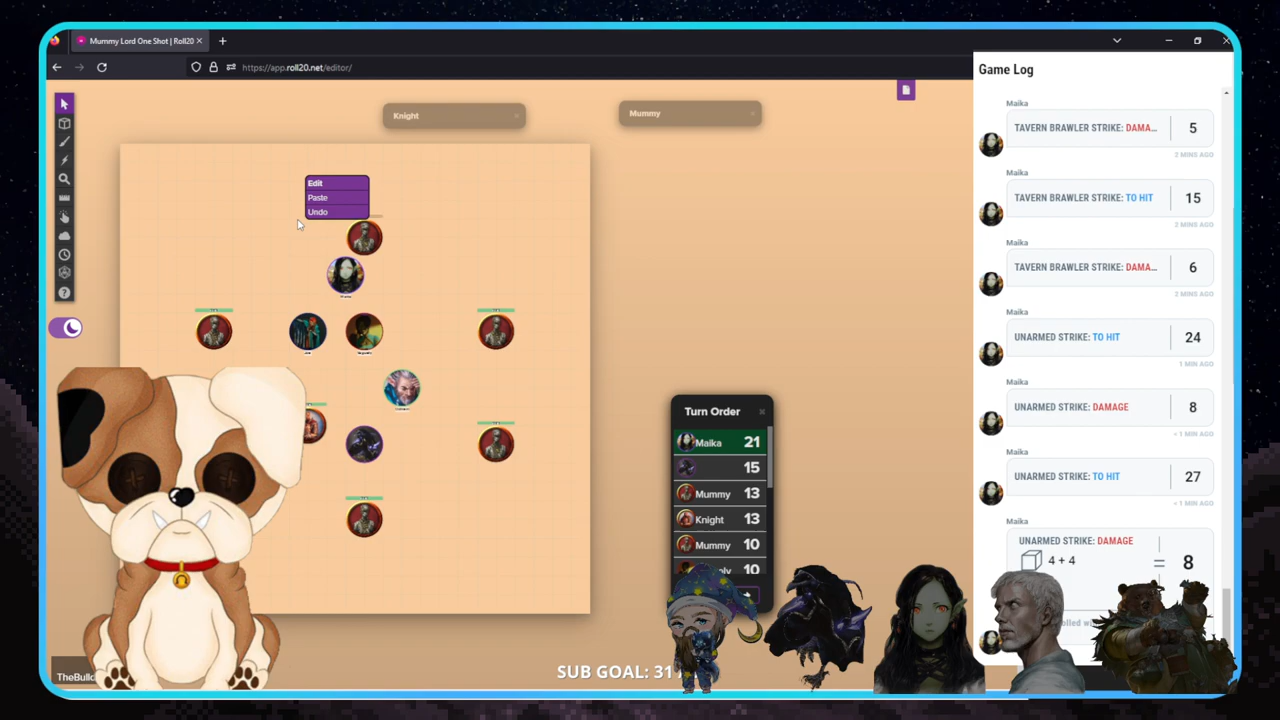 Mummy Lord One Shot | Roll20
https://app.roll20.net/editor/
Knight
Mummy
Edit
Paste
Undo
Turn Order
Maika 21
15
Mummy 13
Knight 13
Mummy 10
10
SUB GOAL: 31
TheBuild
Game Log
Maika
TAVERN BRAWLER STRIKE: DAMA...
5
2 MINS AGO
Maika
TAVERN BRAWLER STRIKE: TO HIT
15
2 MINS AGO
Maika
TAVERN BRAWLER STRIKE: DAMA...
6
2 MINS AGO
Maika
UNARMED STRIKE: TO HIT
24
1 MIN AGO
Maika
UNARMED STRIKE: DAMAGE
8
< 1 MIN AGO
Maika
UNARMED STRIKE: TO HIT
27
< 1 MIN AGO
Maika
UNARMED STRIKE: DAMAGE
4 + 4 = 8